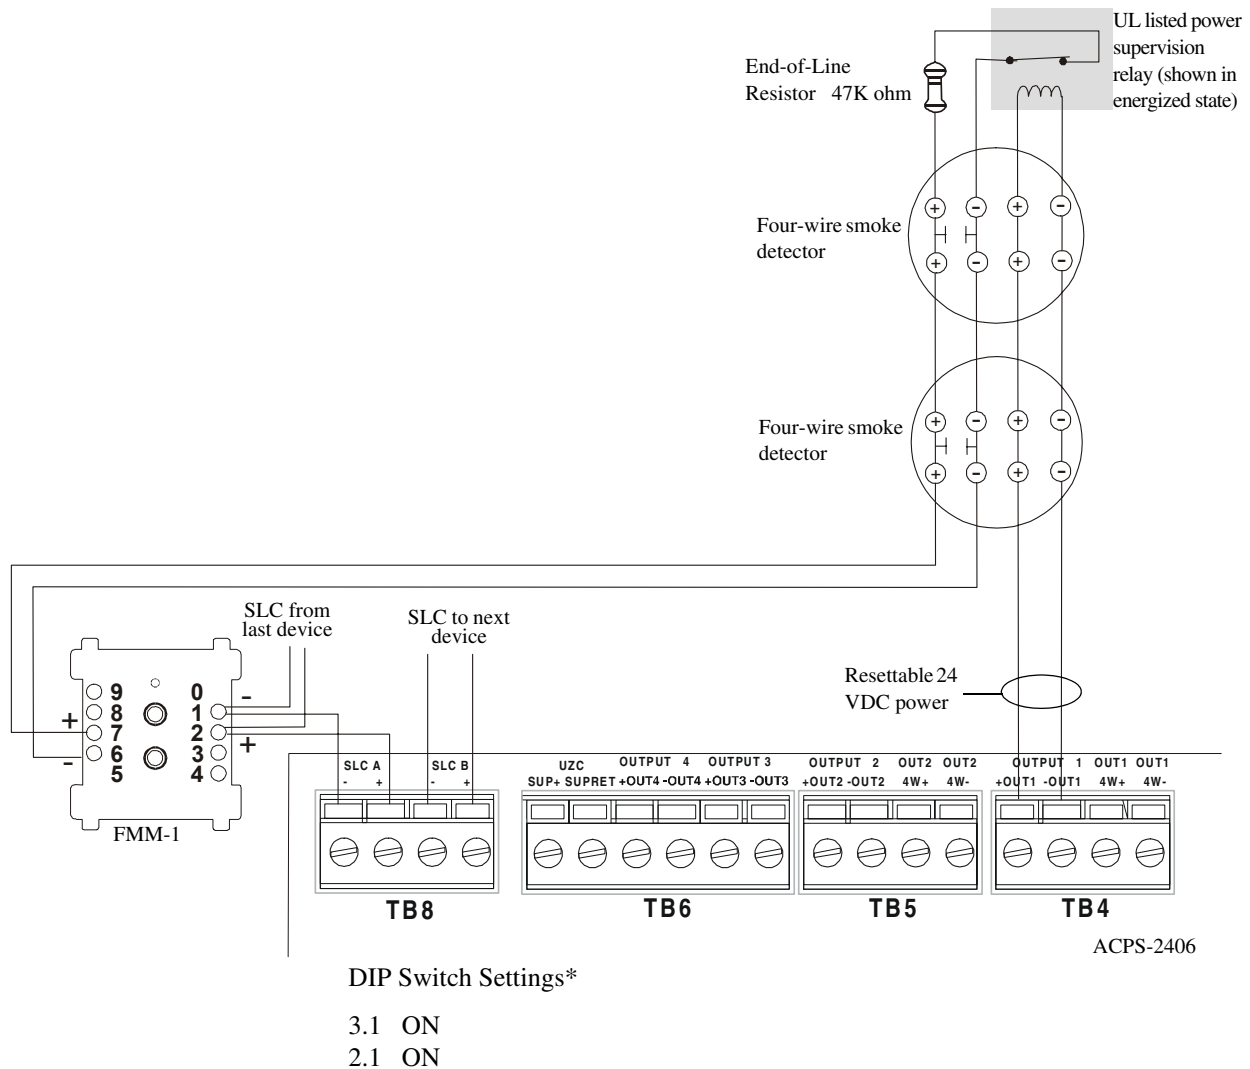 UL listed power
supervision
relay (shown in
energized state)
End-of-Line
Resistor 47K ohm
+ - + -
Four-wire smoke
detector
+ - + -
+ - + -
Four-wire smoke
detector
+ - + -
SLC from
last device
SLC to next
device
Resettable 24
VDC power
9 0 -
8 1
+ 7 2 +
- 6 3
5 4
FMM-1
SLC A SLC B
- + - +
TB8
UZC OUTPUT 4 OUTPUT 3
SUP+ SUPRET +OUT4 -OUT4 +OUT3 -OUT3
TB6
OUTPUT 2 OUT2 OUT2
+OUT2 -OUT2 4W+ 4W-
TB5
OUTPUT 1 OUT1 OUT1
+OUT1 -OUT1 4W+ 4W-
TB4
ACPS-2406
DIP Switch Settings*
3.1 ON
2.1 ON